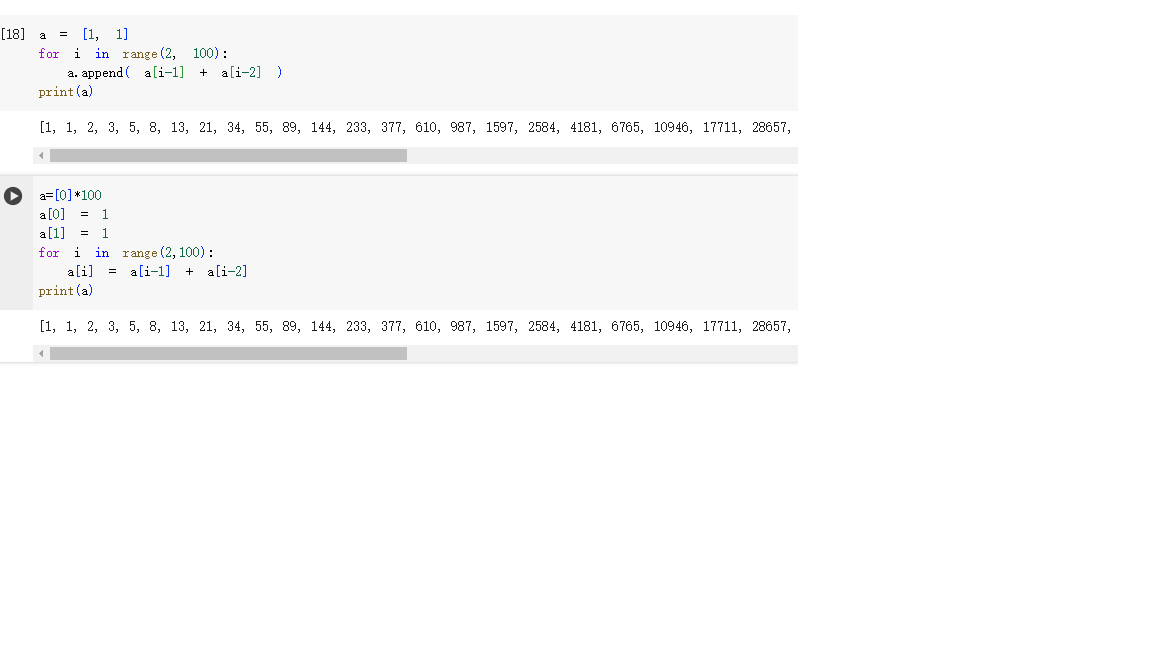 [18] a = [1, 1]
for i in range(2, 100):
a.append( a[i-1] + a[i-2] )
print(a)
[1, 1, 2, 3, 5, 8, 13, 21, 34, 55, 89, 144, 233, 377, 610, 987, 1597, 2584, 4181, 6765, 10946, 17711, 28657,
a=[0]*100
a[0] = 1
a[1] = 1
for i in range(2,100):
a[i] = a[i-1] + a[i-2]
print(a)
[1, 1, 2, 3, 5, 8, 13, 21, 34, 55, 89, 144, 233, 377, 610, 987, 1597, 2584, 4181, 6765, 10946, 17711, 28657,